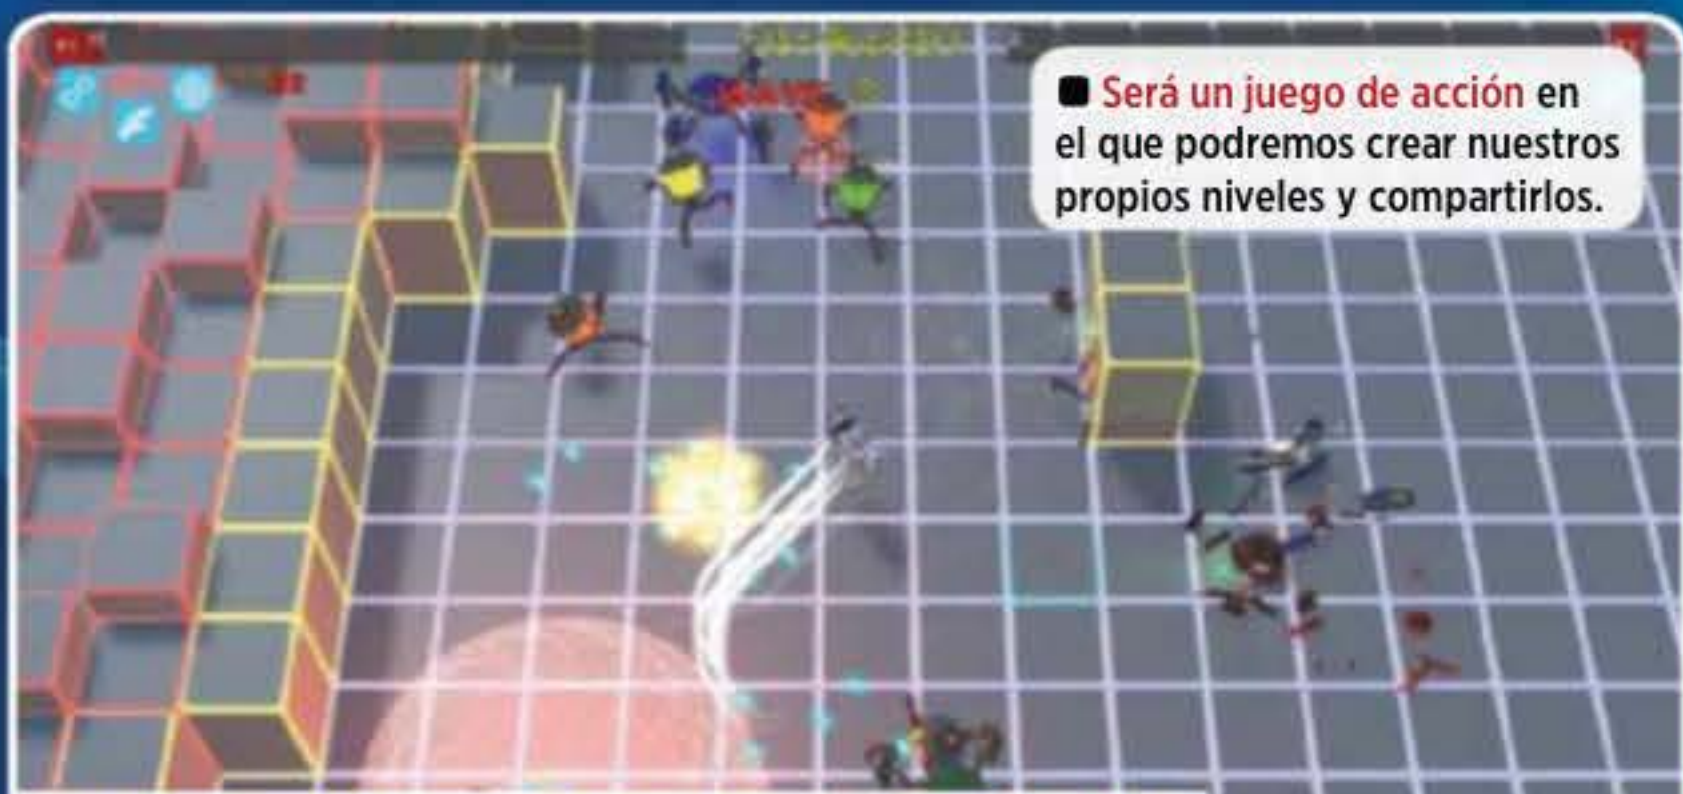 Será un juego de acción en
el que podremos crear nuestros
propios niveles y compartirlos.